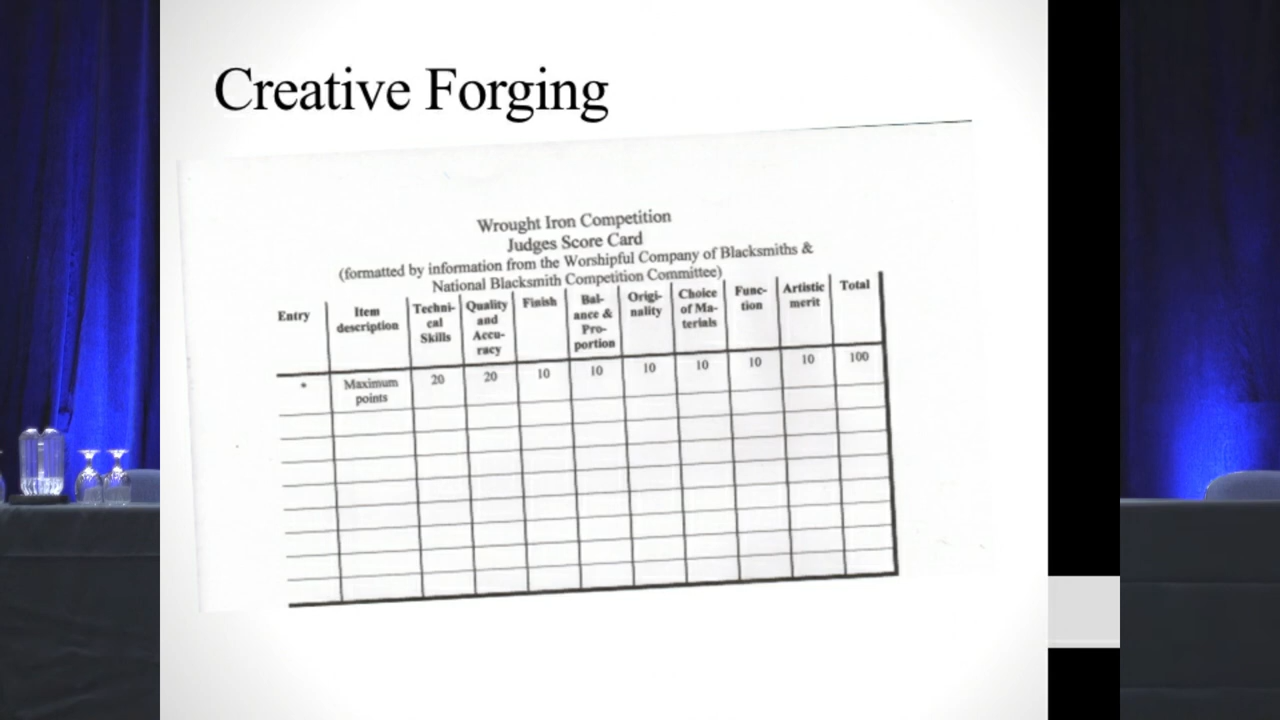 Creative Forging
Wrought Iron Competition
Judges Score Card
(formatted by information from the Worshipful Company of Blacksmiths &
National Blacksmith Competition Committee)
Entry	Item description	Techni-cal Skills	Quality and Accu-racy	Finish	Bal-ance & Pro-portion	Origi-nality	Choice of Ma-terials	Func-tion	Artistic merit	Total
*	Maximum points	20	20	10	10	10	10	10	10	100